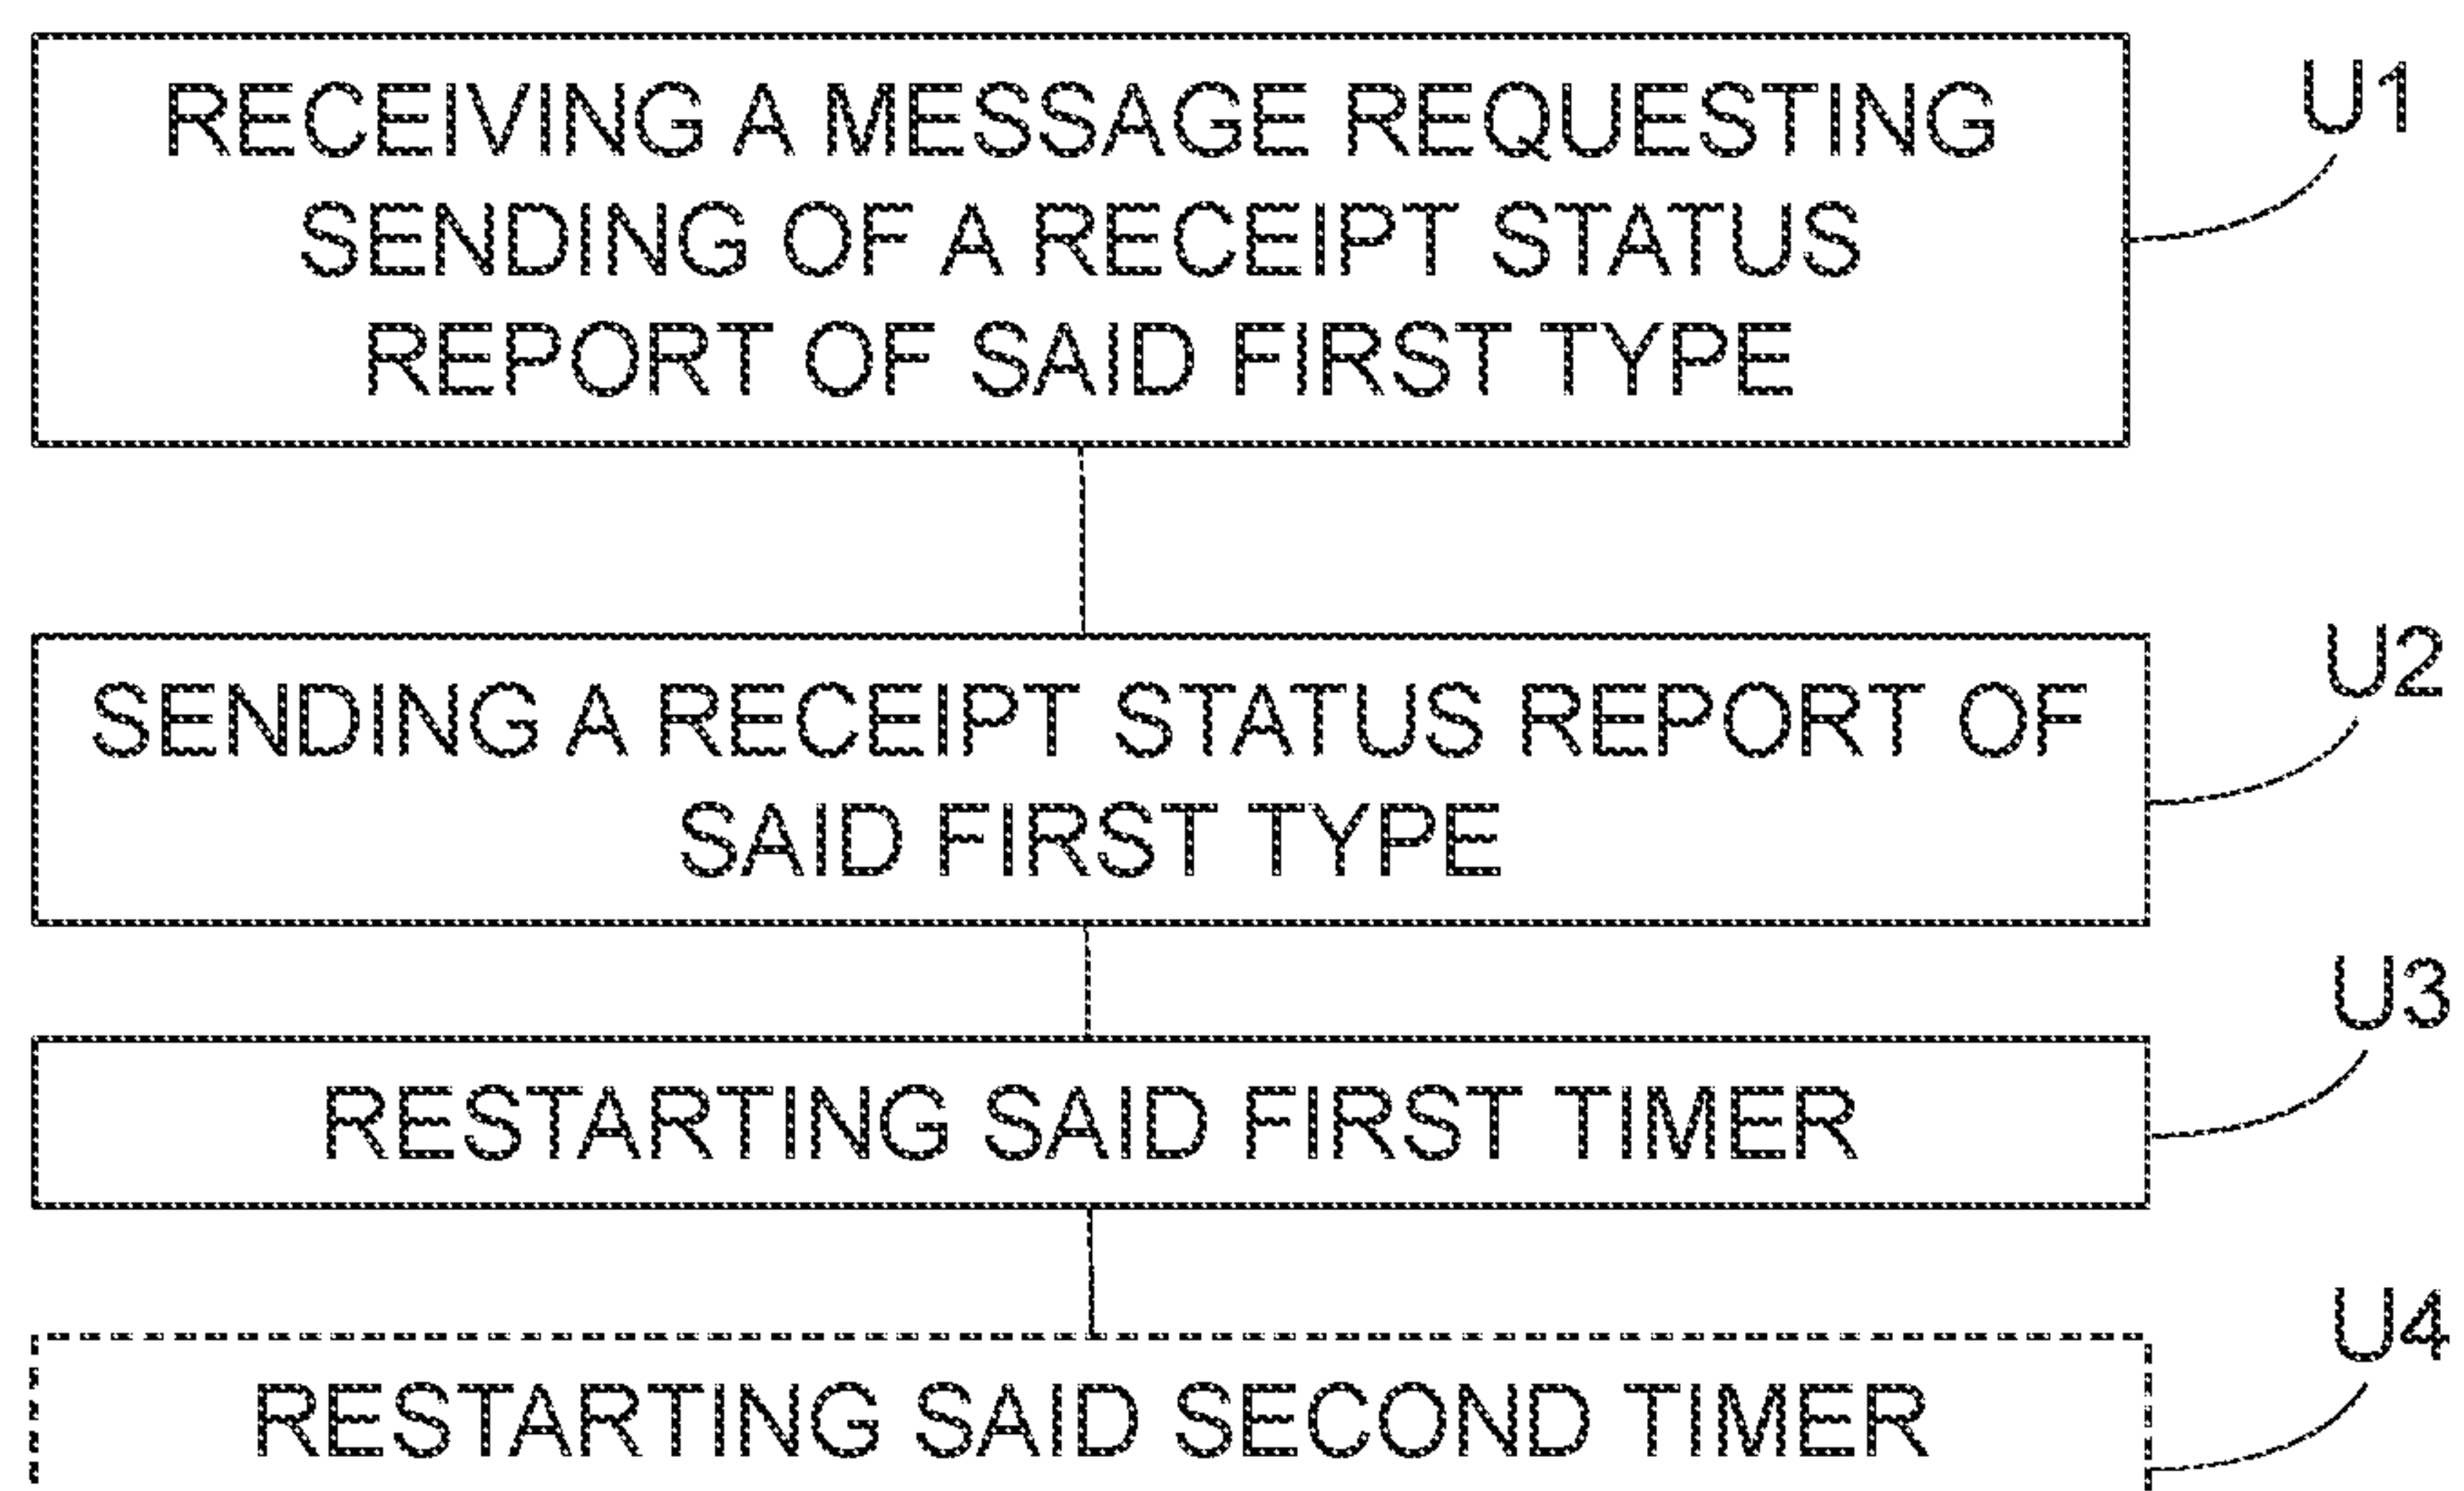 RECEIVING A MESSAGE REQUESTING
SENDING OF A RECEIPT STATUS
REPORT OF SAID FIRST TYPE
U1
SENDING A RECEIPT STATUS REPORT OF
SAID FIRST TYPE
U2
RESTARTING SAID FIRST TIMER
U3
RESTARTING SAID SECOND TIMER
U4